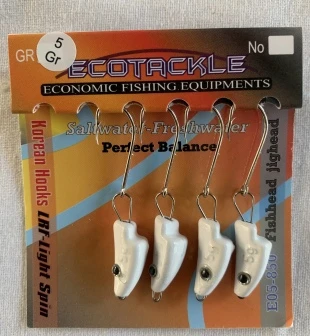 GR
5
Gr
No
ECOTACKLE
ECONOMIC FISHING EQUIPMENTS
Saltwater-Freshwater
Perfect Balance
Korean Hooks
LRF-Light Spin
fishhead jighead
5g